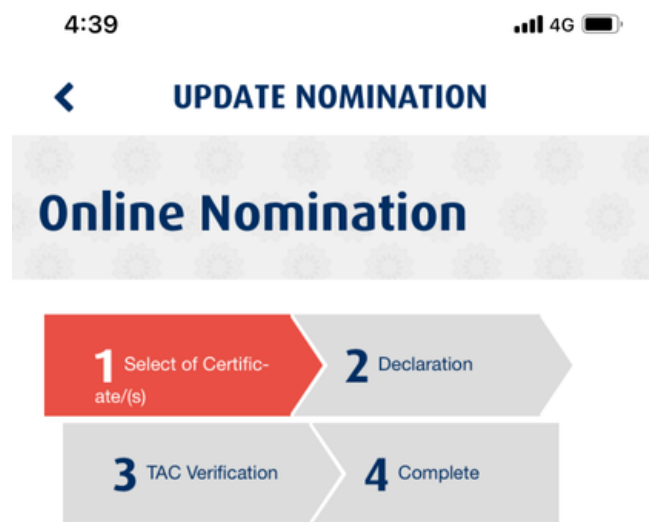 4:39
4G
UPDATE NOMINATION
Online Nomination
1 Select of Certific-
ate/(s)
2 Declaration
3 TAC Verification
4 Complete